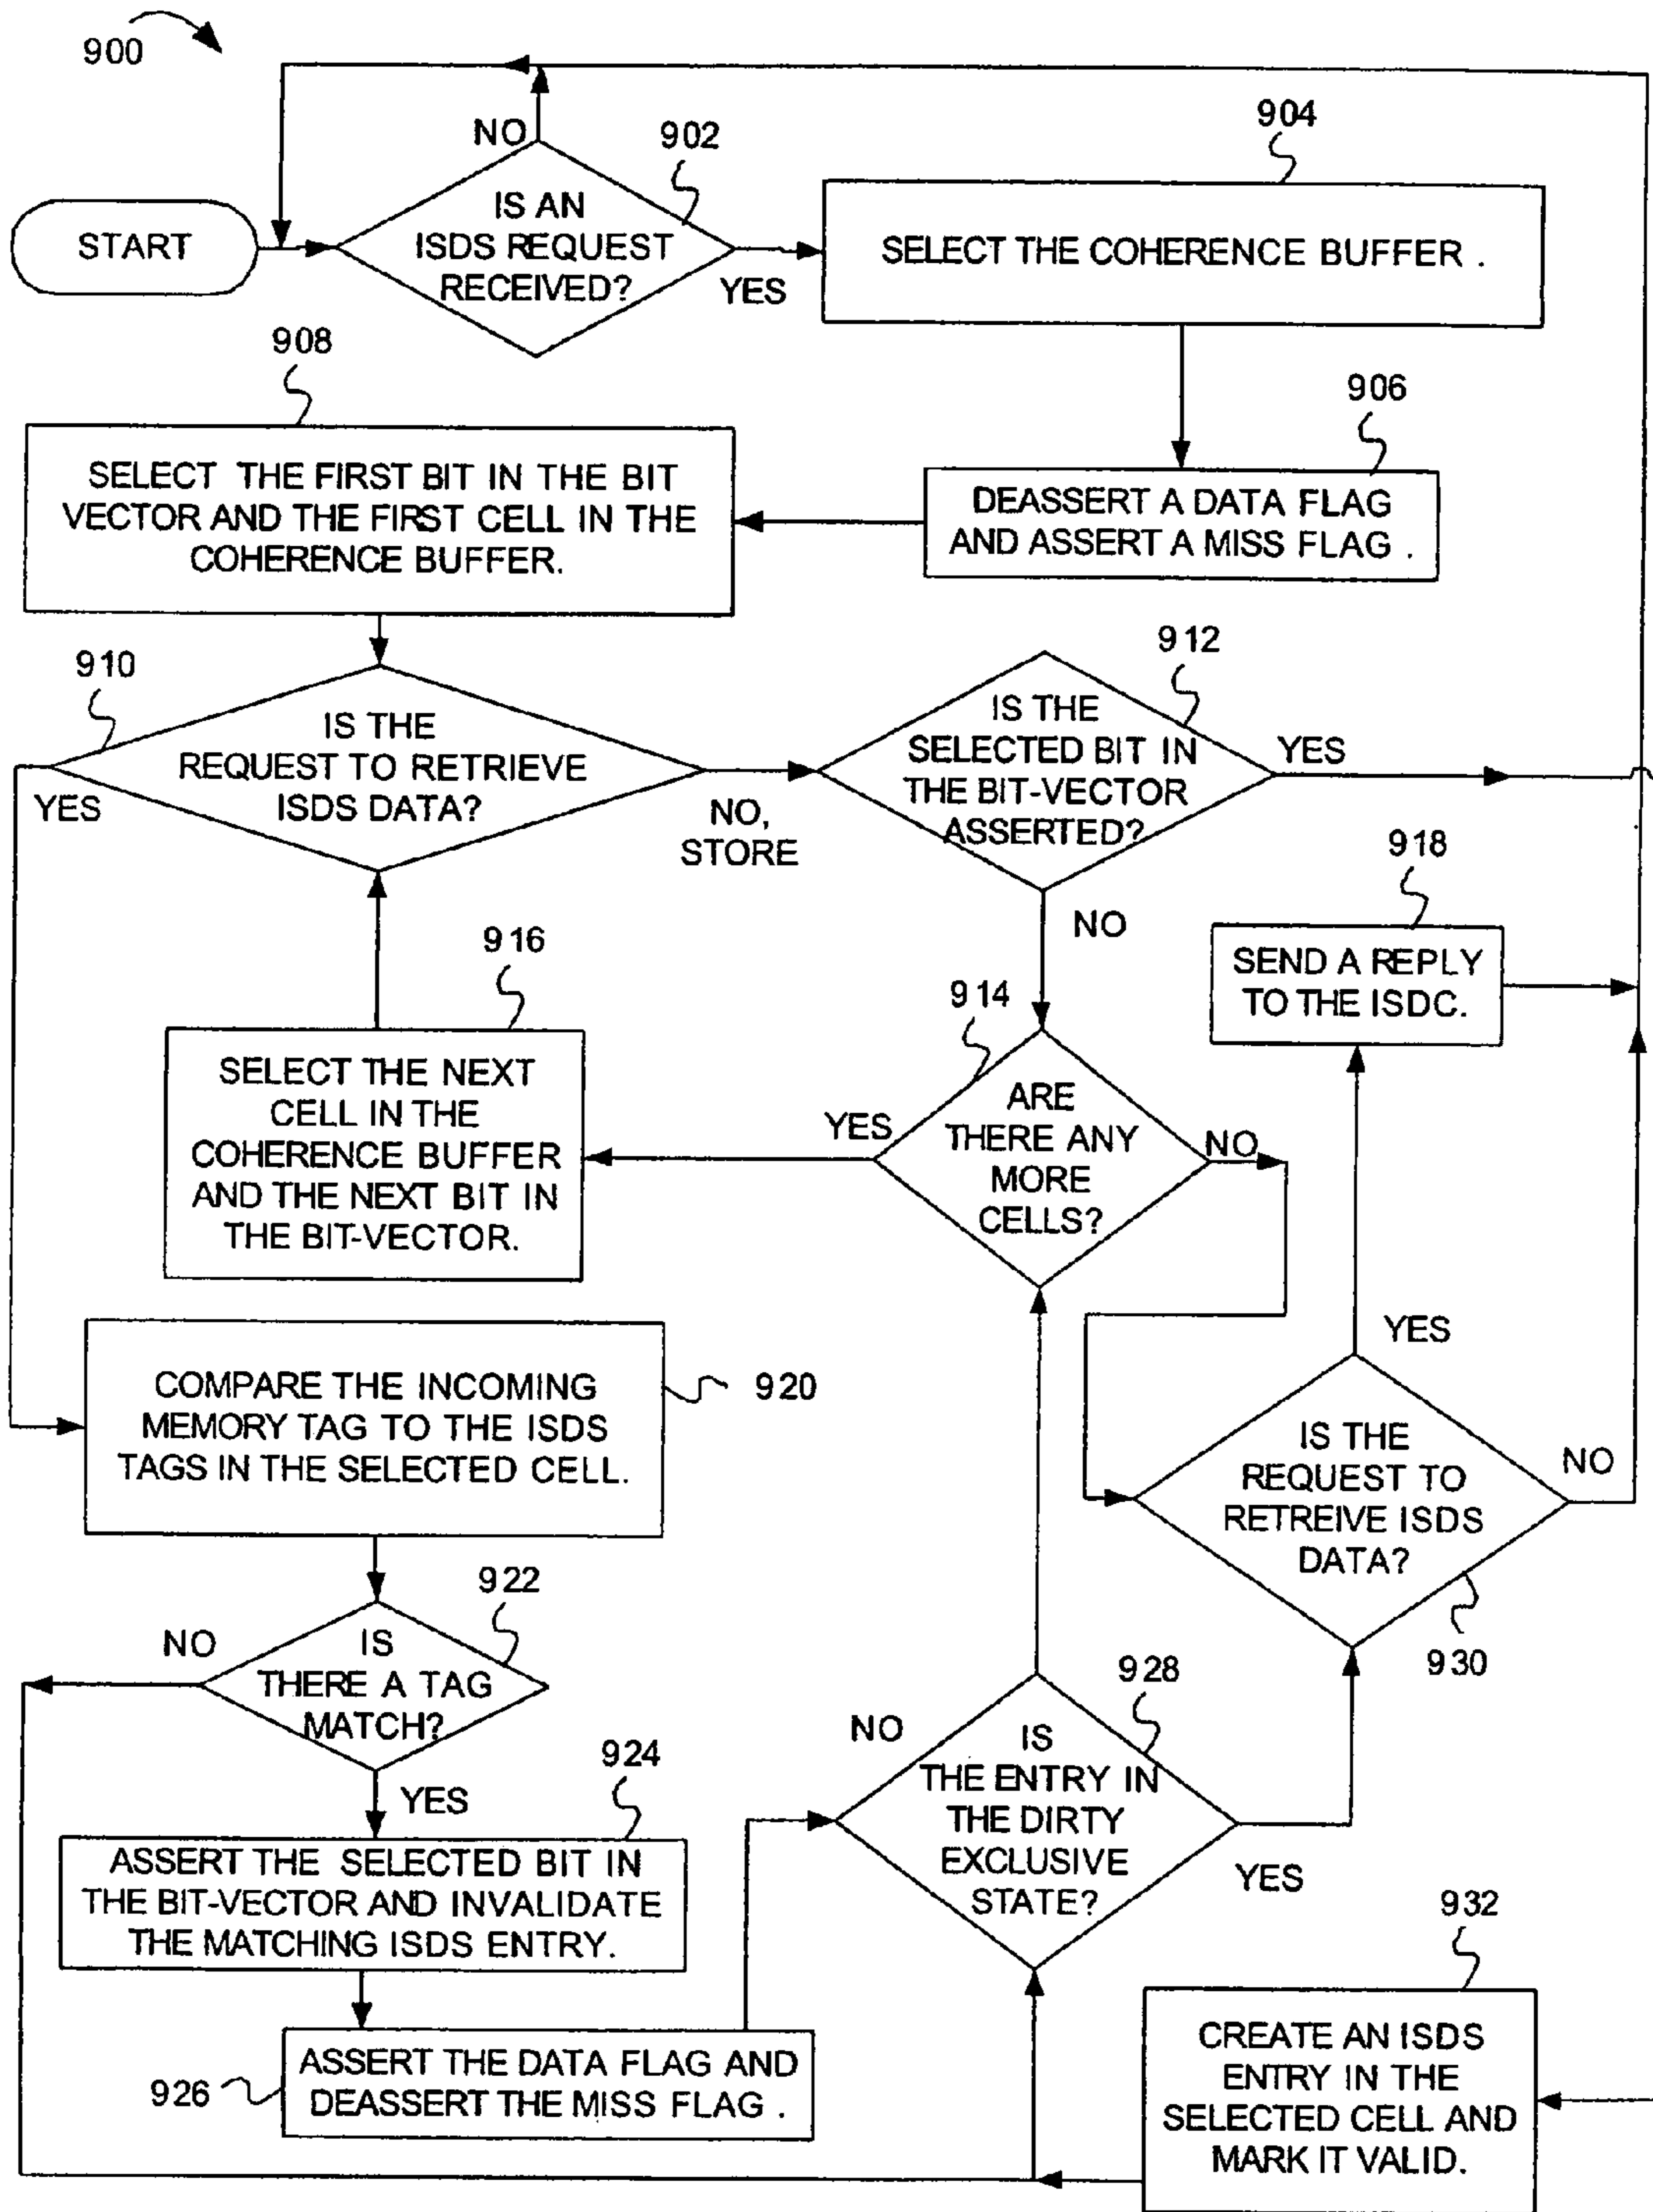 900
NO
902
904
START
IS AN
ISDS REQUEST
RECEIVED?
YES
SELECT THE COHERENCE BUFFER .
908
906
SELECT THE FIRST BIT IN THE BIT
VECTOR AND THE FIRST CELL IN THE
COHERENCE BUFFER.
DEASSERT A DATA FLAG
AND ASSERT A MISS FLAG .
910
912
IS THE
REQUEST TO RETRIEVE
ISDS DATA?
YES
NO,
STORE
IS THE
SELECTED BIT IN
THE BIT-VECTOR
ASSERTED?
YES
NO
918
SEND A REPLY
TO THE ISDC.
916
914
SELECT THE NEXT
CELL IN THE
COHERENCE BUFFER
AND THE NEXT BIT IN
THE BIT-VECTOR.
YES
ARE
THERE ANY
MORE
CELLS?
NO
YES
COMPARE THE INCOMING
MEMORY TAG TO THE ISDS
TAGS IN THE SELECTED CELL.
920
IS THE
REQUEST TO
RETREIVE ISDS
DATA?
NO
930
922
NO
IS
THERE A TAG
MATCH?
YES
924
928
NO
IS
THE ENTRY IN
THE DIRTY
EXCLUSIVE
STATE?
YES
ASSERT THE SELECTED BIT IN
THE BIT-VECTOR AND INVALIDATE
THE MATCHING ISDS ENTRY.
932
926
ASSERT THE DATA FLAG AND
DEASSERT THE MISS FLAG .
CREATE AN ISDS
ENTRY IN THE
SELECTED CELL AND
MARK IT VALID.